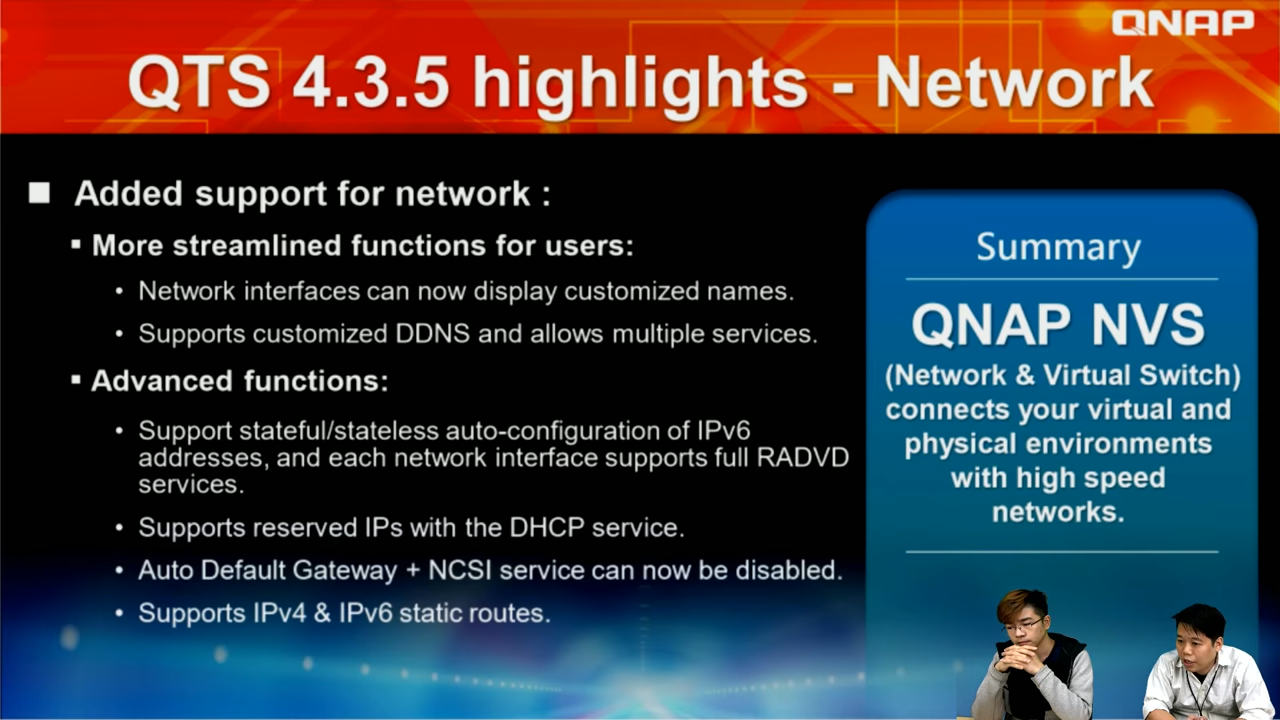 QNAP
QTS 4.3.5 highlights - Network
Added support for network :
More streamlined functions for users:
Network interfaces can now display customized names.
Supports customized DDNS and allows multiple services.
Advanced functions:
Support stateful/stateless auto-configuration of IPv6
addresses, and each network interface supports full RADVD
services.
Supports reserved IPs with the DHCP service.
Auto Default Gateway + NCSI service can now be disabled.
Supports IPv4 & IPv6 static routes.
Summary
QNAP NVS
(Network & Virtual Switch)
connects your virtual and
physical environments
with high speed
networks.